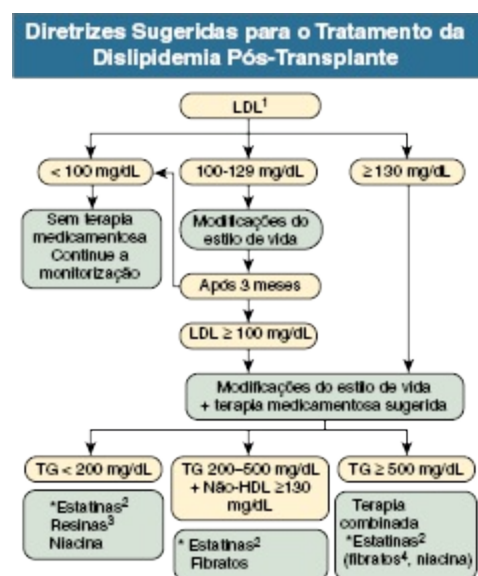 Diretrizes Sugeridas para o Tratamento da
Dislipidemia Pós-Transplante
LDL¹
< 100 mg/dL
100-129 mg/dL
≥130 mg/dL
Sem terapia
medicamentosa
Continue a
monitorização
Modificações do
estilo de vida
Após 3 meses
LDL ≥ 100 mg/dL
Modificações do estilo de vida
+ terapia medicamentosa sugerida
TG < 200 mg/dL
TG 200–500 mg/dL
+ Não-HDL ≥130
mg/dL
TG ≥ 500 mg/dL
*Estatinas²
Resinas³
Niacina
* Estatinas²
Fibratos
Terapia
combinada
*Estatinas²
(fibratos⁴, niacina)